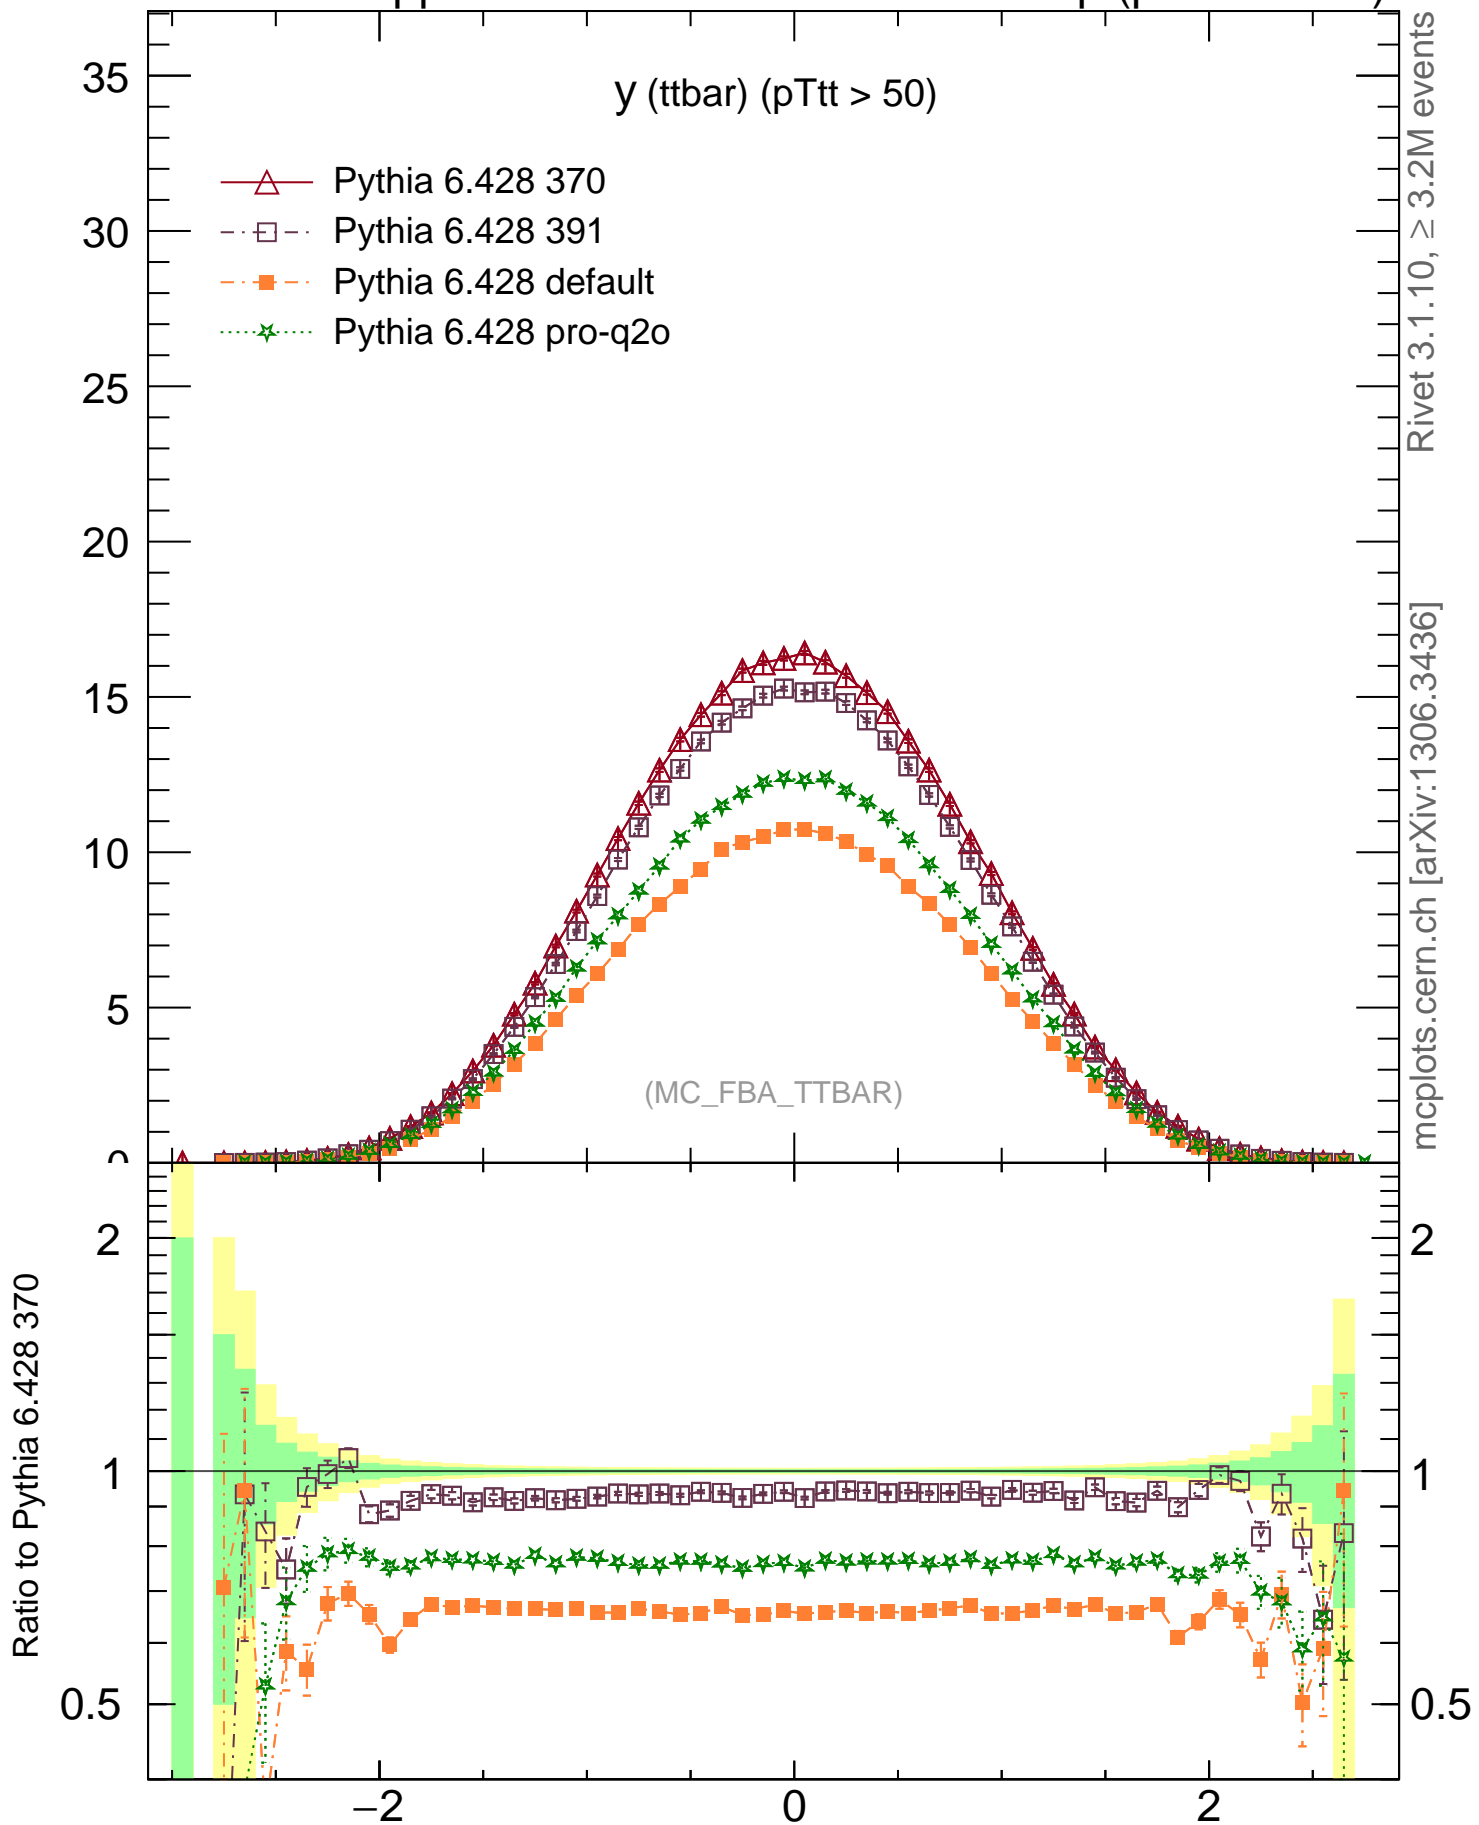 y (ttbar) (pTtt > 50)
Pythia 6.428 370
Pythia 6.428 391
Pythia 6.428 default
Pythia 6.428 pro-q2o
35
30
25
20
15
10
5
0
(MC_FBA_TTBAR)
Rivet 3.1.10, ≥ 3.2M events
mcplots.cern.ch [arXiv:1306.3436]
Ratio to Pythia 6.428 370
2
1
0.5
2
1
0.5
−2
0
2